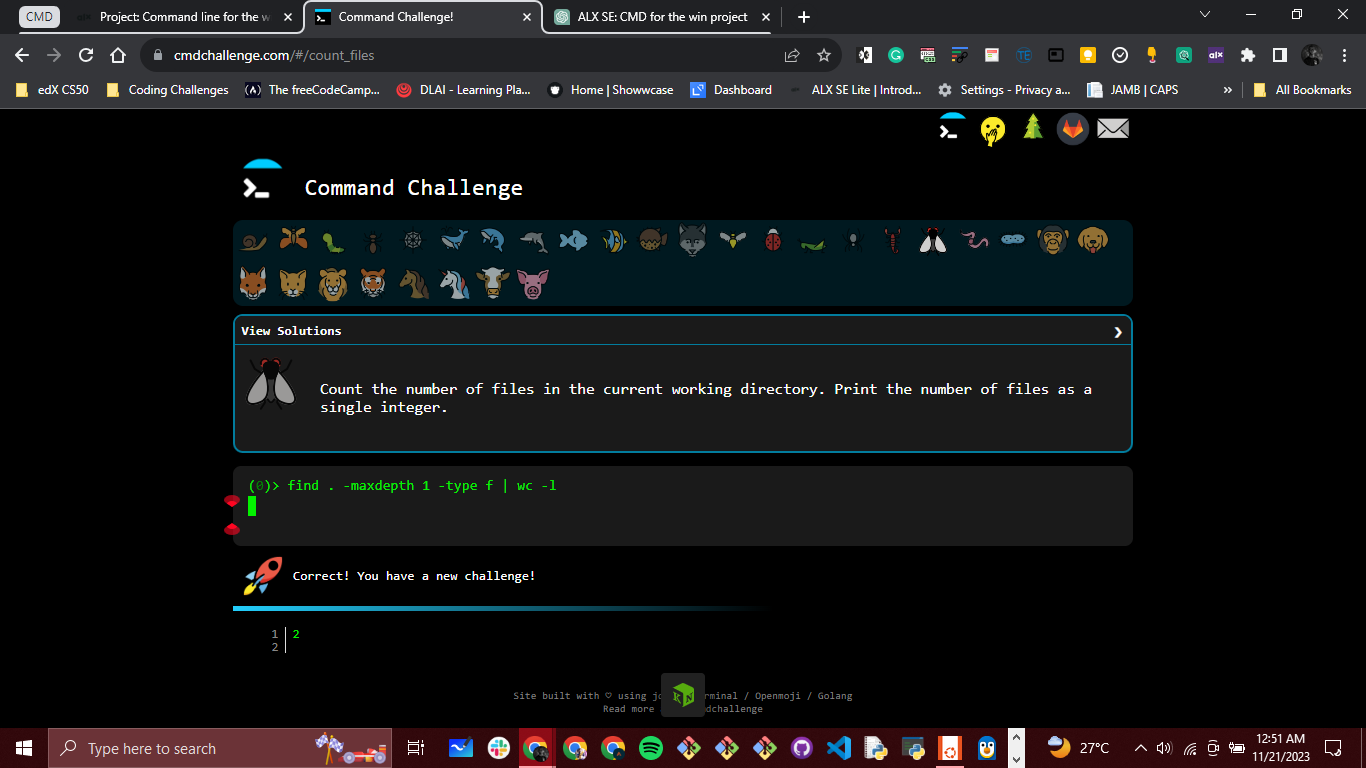 CMD
Project: Command line for the w
Command Challenge!
ALX SE: CMD for the win project
cmdchallenge.com/#/count_files
TE
alx
edX CS50
Coding Challenges
(A)
The freeCodeCamp...
DLAI - Learning Pla...
Home | Showwcase
Dashboard
ALX SE Lite | Introd...
Settings - Privacy a...
JAMB | CAPS
»
All Bookmarks
Command Challenge
View Solutions
Count the number of files in the current working directory. Print the number of files as a
single integer.
(0)> find . -maxdepth 1 -type f | wc -l
Correct! You have a new challenge!
1 2
2
Site built with ♡ using / Openmoji / Golang
Read more
Type here to search
27°C
12:51 AM
11/21/2023